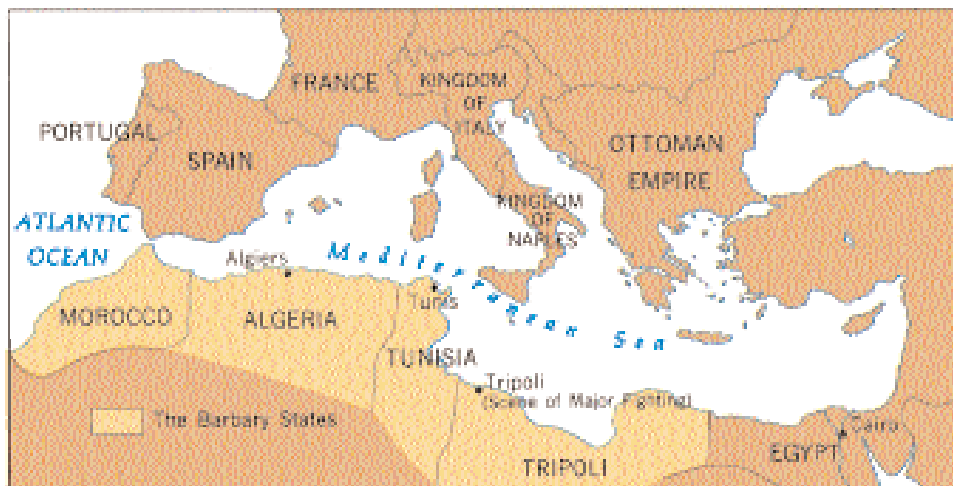 FRANCE
KINGDOM
OF
ITALY
PORTUGAL
SPAIN
OTTOMAN
EMPIRE
KINGDOM
OF
NAPLES
ATLANTIC
OCEAN
Mediterranean Sea
Algiers
Tunis
MOROCCO
ALGERIA
TUNISIA
Tripoli
(Scene of Major Fighting)
The Barbary States
Cairo
EGYPT
TRIPOLI